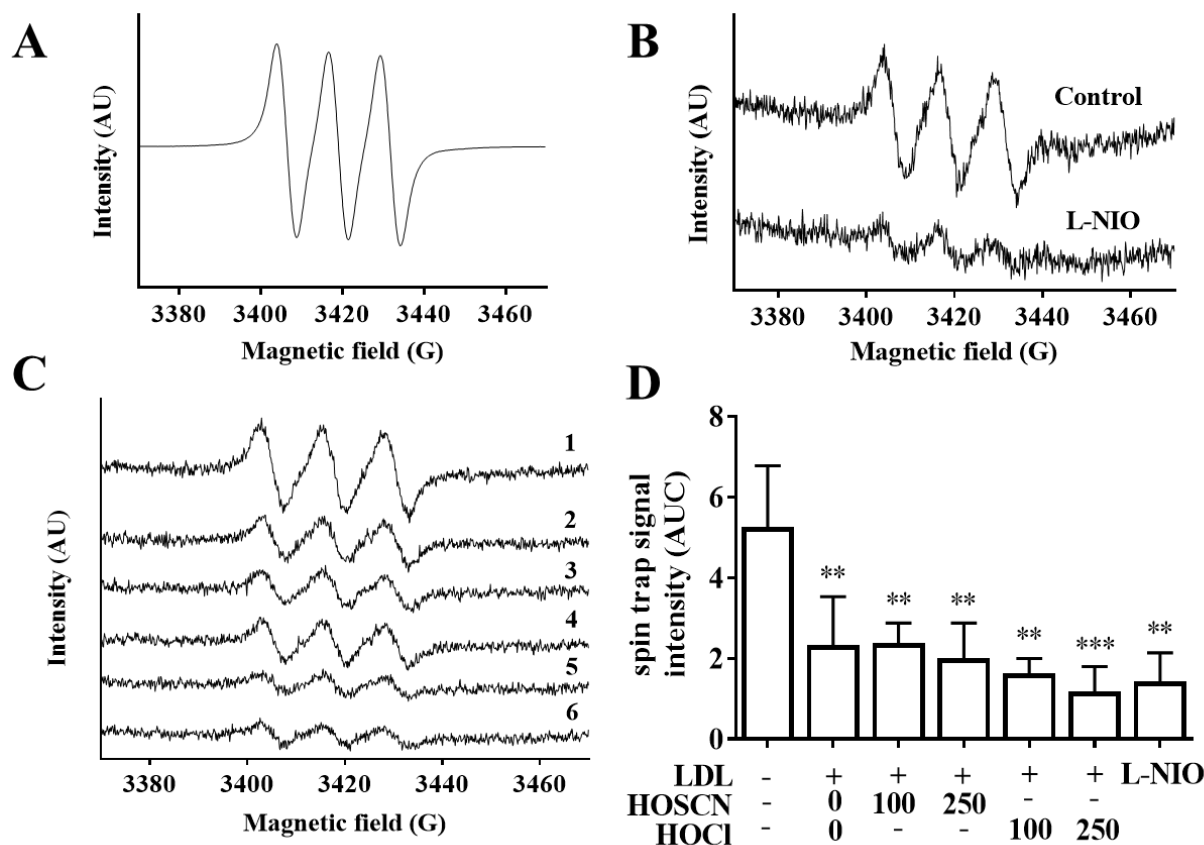 A
Intensity (AU)
3380 3400 3420 3440 3460
Magnetic field (G)
B
Intensity (AU)
Control
L-NIO
3380 3400 3420 3440 3460
Magnetic field (G)
C
Intensity (AU)
1
2
3
4
5
6
3380 3400 3420 3440 3460
Magnetic field (G)
D
spin trap signal
intensity (AUC)
8
6
4
2
0
** ** ** ** *** **
LDL - + + + + + L-NIO
HOSCN - 0 100 250 - -
HOCl - 0 - - 100 250